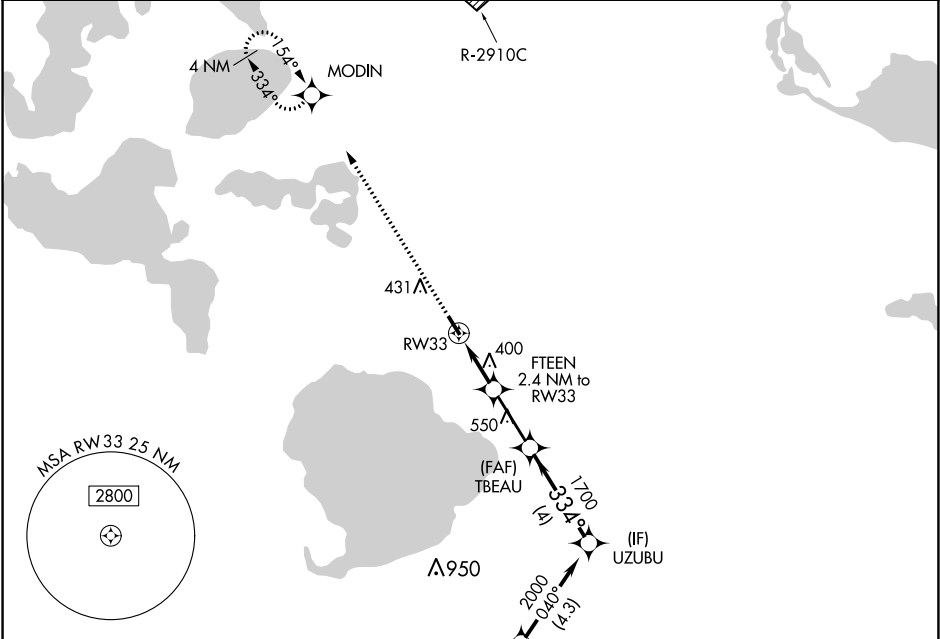 R-2910C
154°
4 NM
334°
MODIN
431
RW33
400
FTEEN
2.4 NM to
RW33
550
(FAF)
TBEAU
1700
334°
(4)
(IF)
UZUBU
2000
040°
(4.3)
950
MSA RW33 25 NM
2800